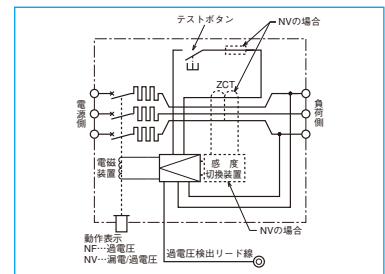 テストボタン
NVの場合
ZCT
電源側
負荷側
電磁
装置
感 度
切換装置
NVの場合
動作表示
NF…過電圧
NV…漏電/過電圧
過電圧検出リード線